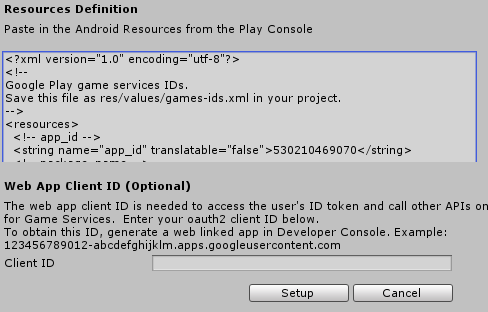 Resources Definition
Paste in the Android Resources from the Play Console
<?xml version="1.0" encoding="utf-8"?>
<!--
Google Play game services IDs.
Save this file as res/values/games-ids.xml in your project.
-->
<resources>
<!-- app_id -->
<string name="app_id" translatable="false">530210469070</string>
Web App Client ID (Optional)
The web app client ID is needed to access the user's ID token and call other APIs on
for Game Services. Enter your oauth2 client ID below.
To obtain this ID, generate a web linked app in Developer Console. Example:
123456789012-abcdefghijklm.apps.googleusercontent.com
Client ID
Setup
Cancel